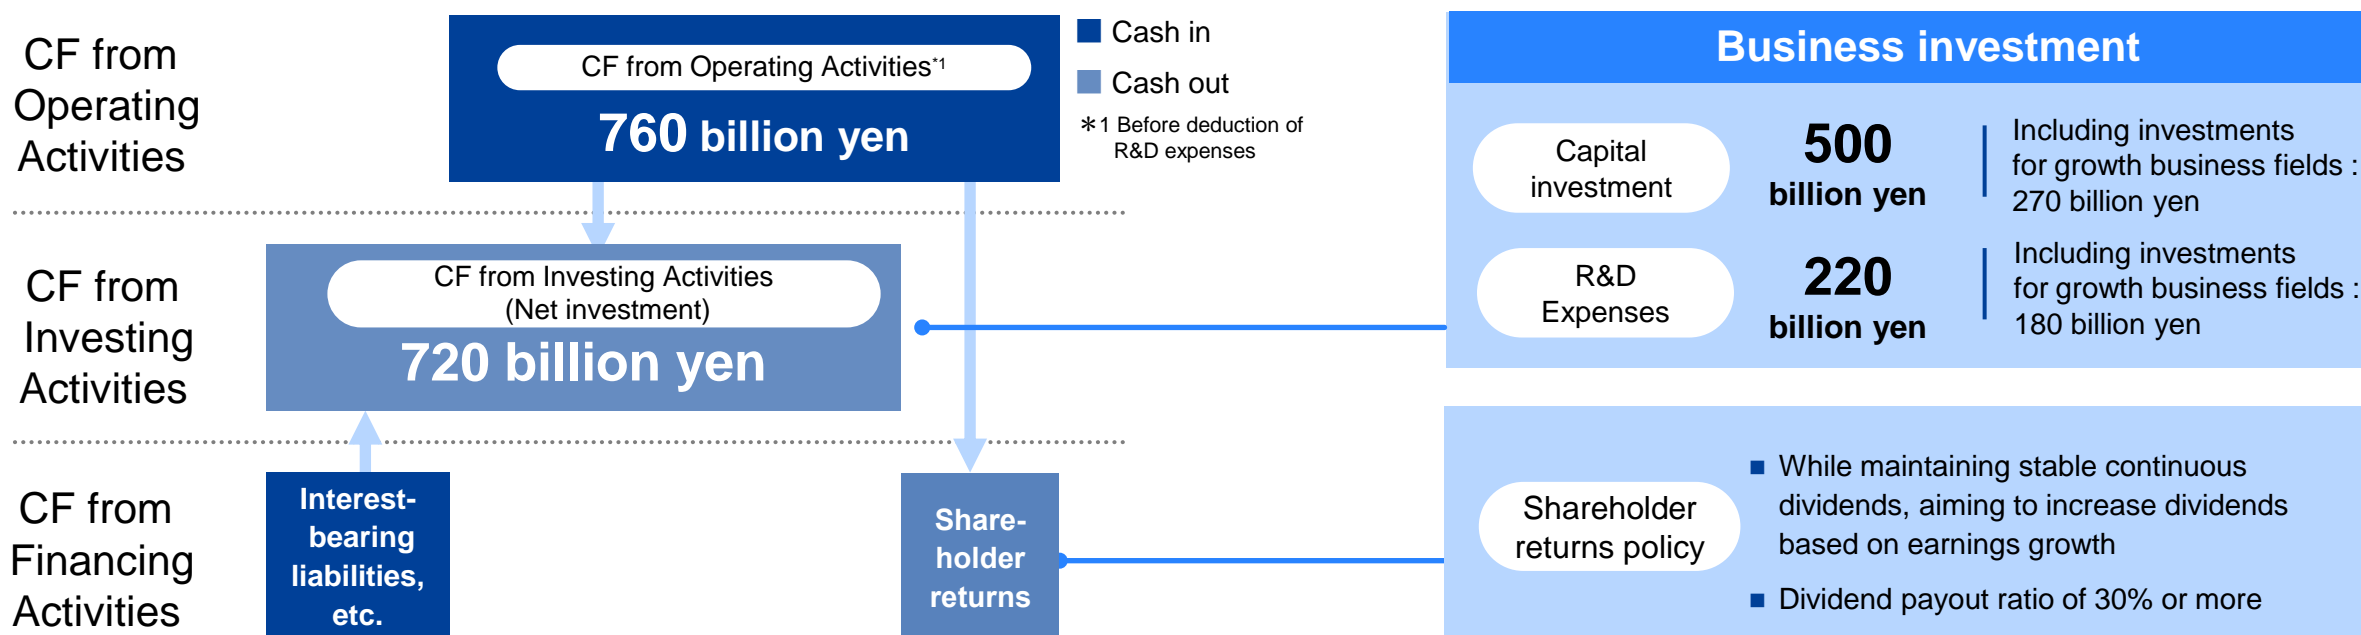 CF from
Operating
Activities
CF from Operating Activities*1
760 billion yen
Cash in
Cash out
＊1 Before deduction of
R&D expenses
CF from
Investing
Activities
CF from Investing Activities
(Net investment)
720 billion yen
CF from
Financing
Activities
Interest-
bearing
liabilities,
etc.
Share-
holder
returns
Business investment
Capital
investment
500
billion yen
Including investments
for growth business fields :
270 billion yen
R&D
Expenses
220
billion yen
Including investments
for growth business fields :
180 billion yen
Shareholder
returns policy
■ While maintaining stable continuous
dividends, aiming to increase dividends
based on earnings growth
■ Dividend payout ratio of 30% or more